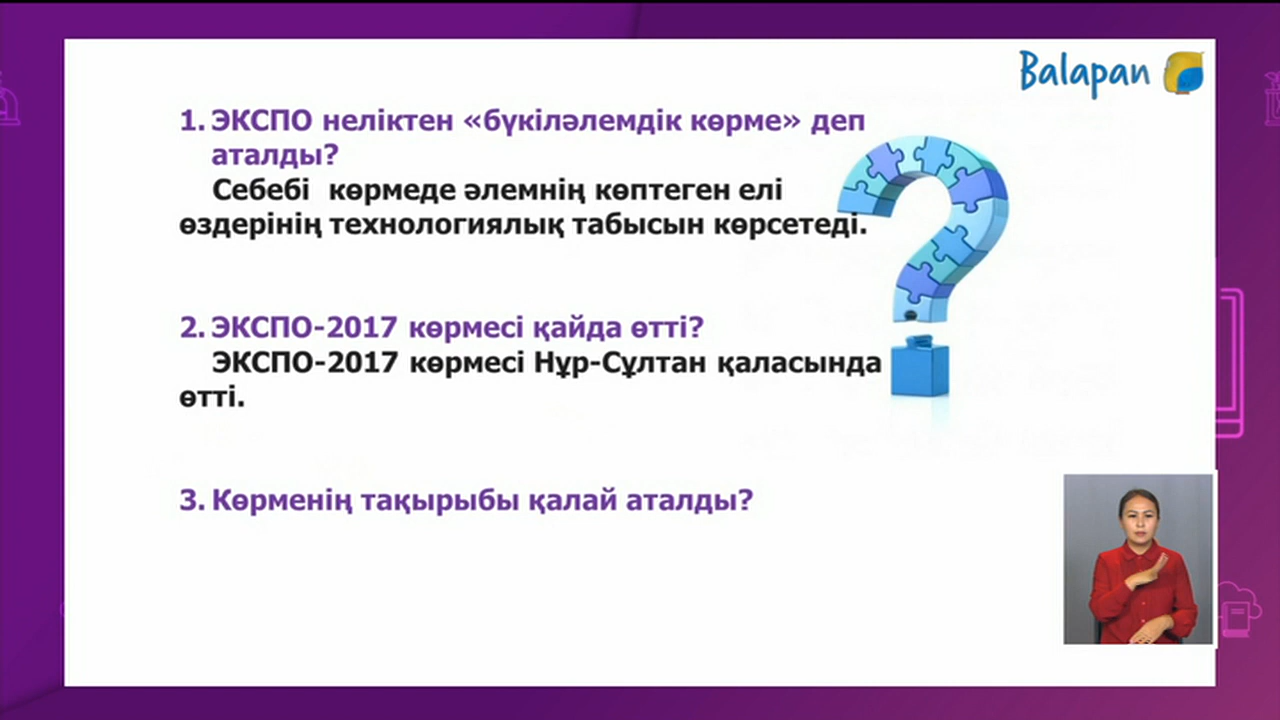 Balapan
1. ЭКСПО неліктен «бүкіләлемдік көрме» деп
аталды?
Себебі көрмеде әлемнің көптеген елі
өздерінің технологиялық табысын көрсетеді.
2. ЭКСПО-2017 көрмесі қайда өтті?
ЭКСПО-2017 көрмесі Нұр-Сұлтан қаласында
өтті.
3. Көрменің тақырыбы қалай аталды?